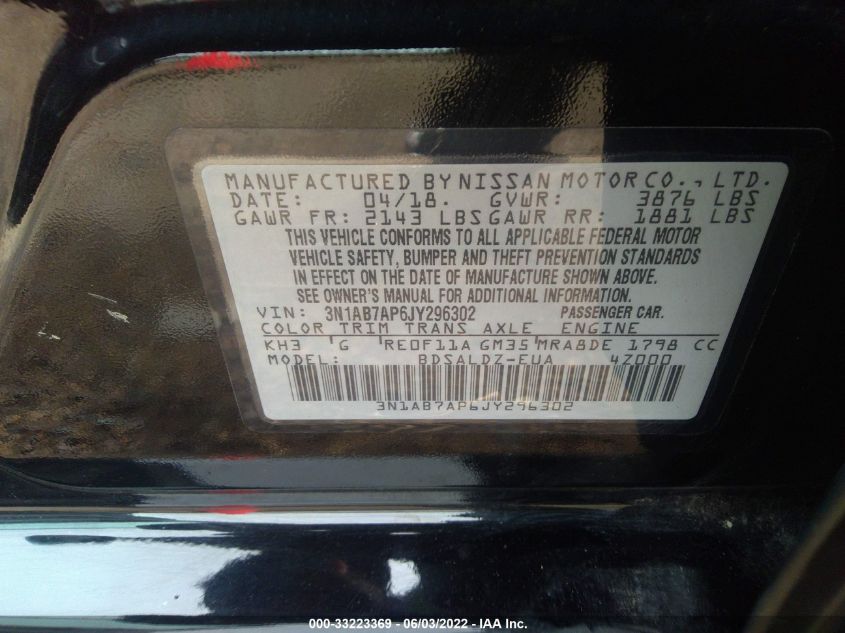 MANUFACTURED BY NISSAN MOTOR CO., LTD.
DATE: 04/18. GVWR: 3876 LBS
GAWR FR: 2143 LBS GAWR RR: 1881 LBS
THIS VEHICLE CONFORMS TO ALL APPLICABLE FEDERAL MOTOR
VEHICLE SAFETY, BUMPER AND THEFT PREVENTION STANDARDS
IN EFFECT ON THE DATE OF MANUFACTURE SHOWN ABOVE.
SEE OWNER'S MANUAL FOR ADDITIONAL INFORMATION.
VIN: 3N1AB7AP6JY296302 PASSENGER CAR.
COLOR TRIM TRANS AXLE ENGINE
KH3 G RE0F11A GM35 MRA8DE 1798 CC
MODEL: BDSALDZ-EUA 4Z000
3N1AB7AP6JY296302
000-33223369 - 06/03/2022 - IAA Inc.